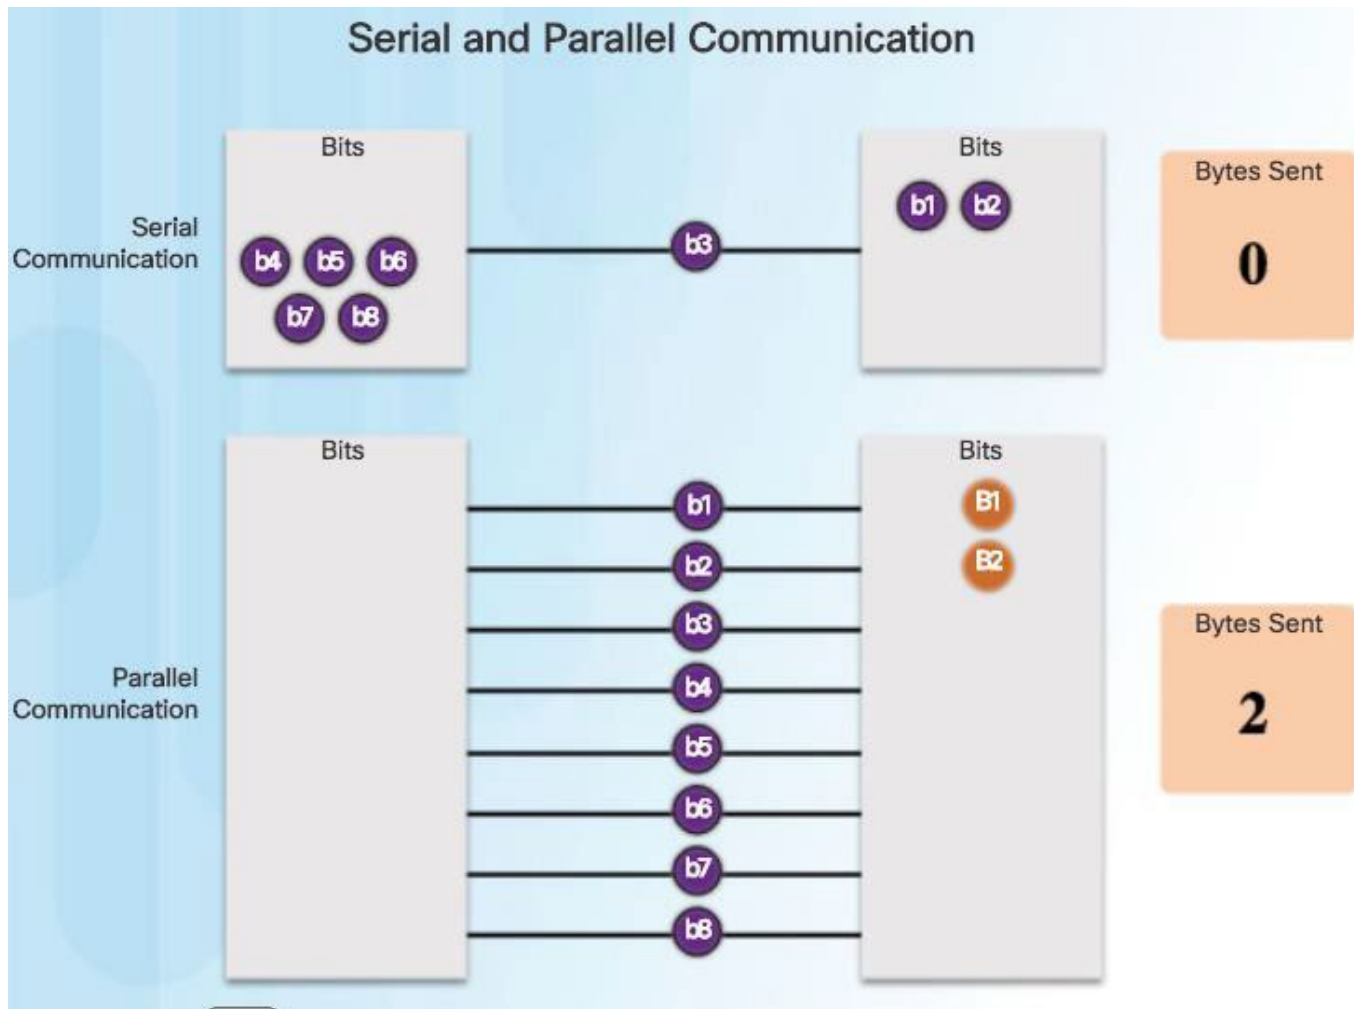 Serial and Parallel Communication
Bits
Bits
Bytes Sent
Serial
Communication
b1 b2
b3
b4 b5 b6
b7 b8
0
Bits
Bits
b1
B1
b2
B2
b3
b4
b5
b6
b7
b8
Parallel
Communication
Bytes Sent
2